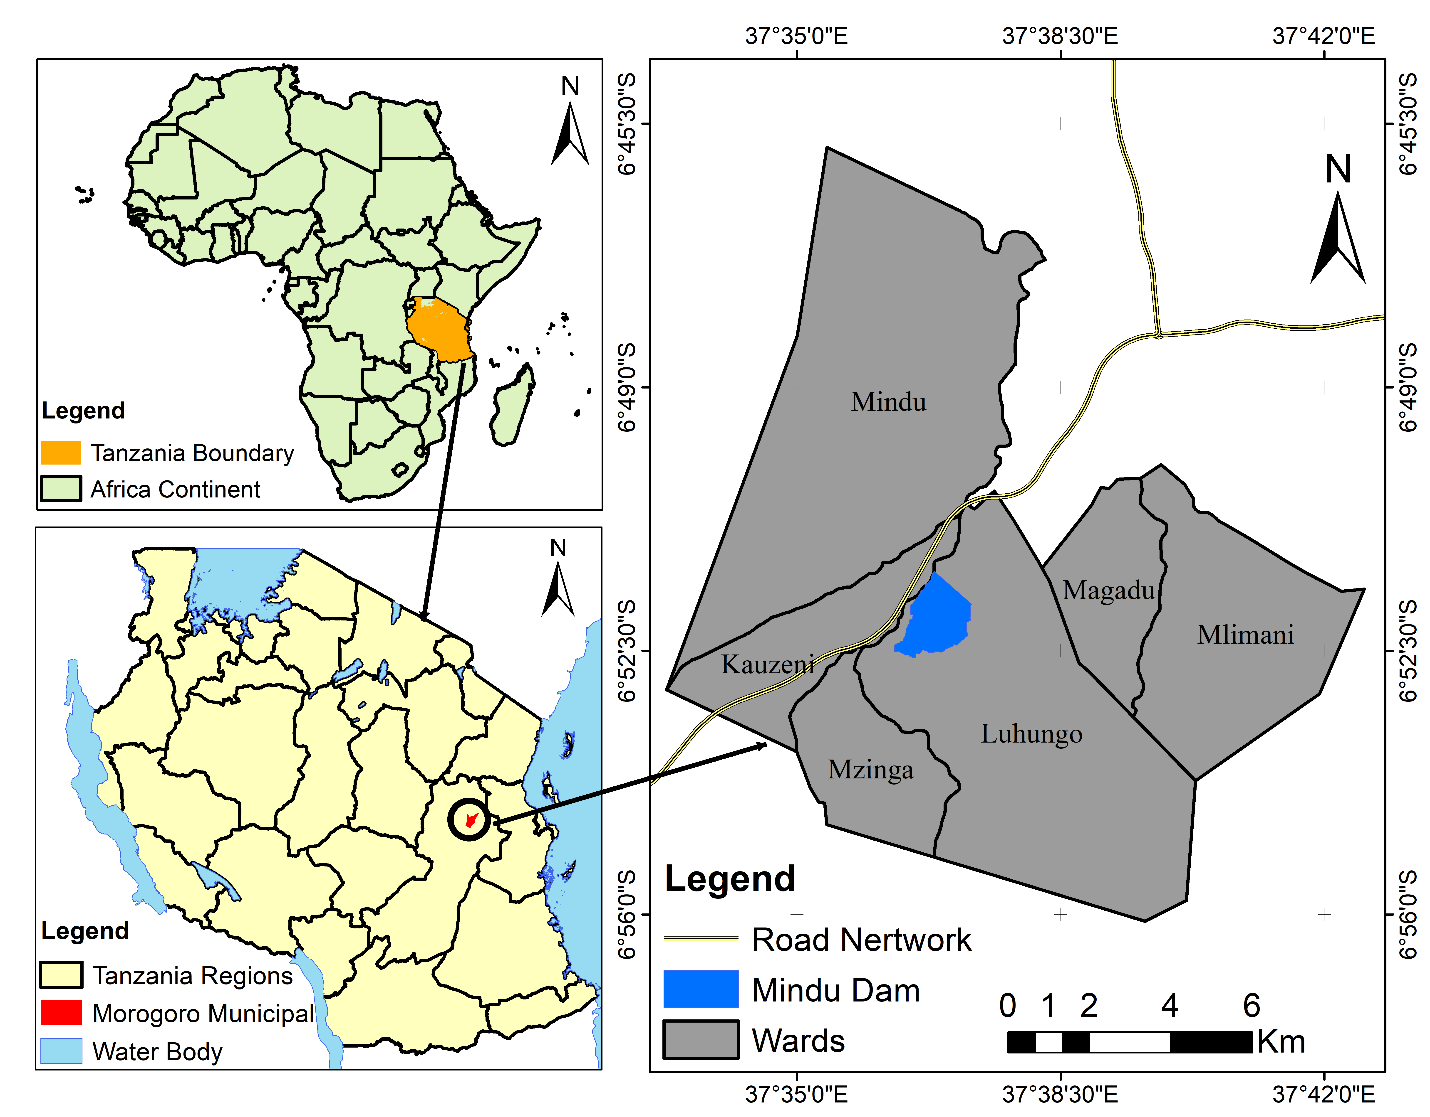 N
Legend
Tanzania Boundary
Africa Continent
N
Legend
Tanzania Regions
Morogoro Municipal
Water Body
37°35'0"E 37°38'30"E 37°42'0"E
6°45'30"S 6°45'30"S
N
6°49'0"S 6°49'0"S
Mindu
Magadu
Mlimani
6°52'30"S 6°52'30"S
Kauzeni
Luhungo
Mzinga
6°56'0"S 6°56'0"S
Legend
Road Nertwork
Mindu Dam
Wards
0 1 2 4 6
Km
37°35'0"E 37°38'30"E 37°42'0"E